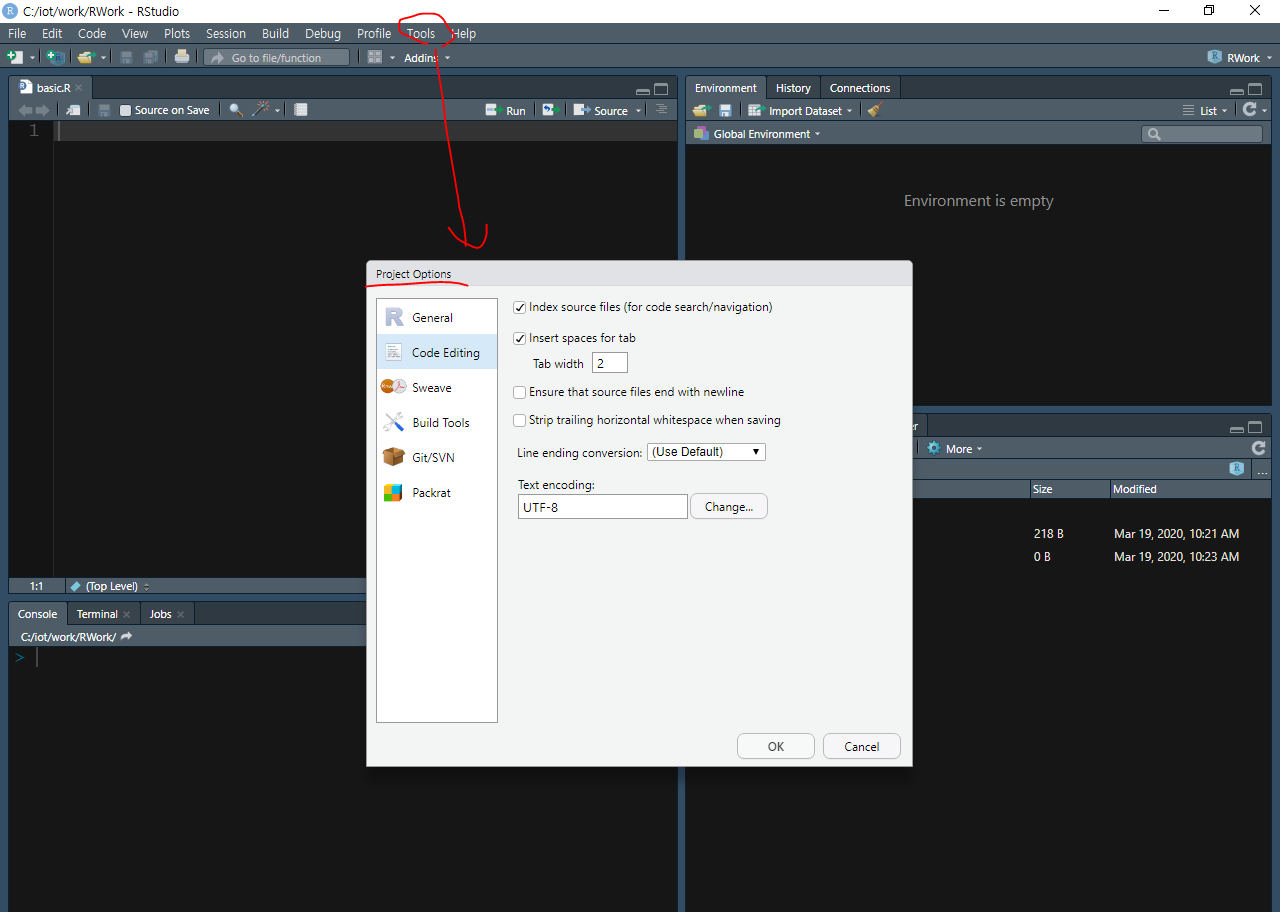 C:/iot/work/RWork - RStudio
File Edit Code View Plots Session Build Debug Profile Tools Help
Go to file/function Addins RWork
basic.R
Source on Save Run Source
1
1:1 (Top Level)
Console Terminal Jobs
C:/iot/work/RWork/
>
Environment History Connections
Import Dataset List
Global Environment
Environment is empty
More
...
Size Modified
218 B Mar 19, 2020, 10:21 AM
0 B Mar 19, 2020, 10:23 AM
Project Options
General
Code Editing
Sweave
Build Tools
Git/SVN
Packrat
Index source files (for code search/navigation)
Insert spaces for tab
Tab width 2
Ensure that source files end with newline
Strip trailing horizontal whitespace when saving
Line ending conversion: (Use Default)
Text encoding:
UTF-8 Change...
OK Cancel